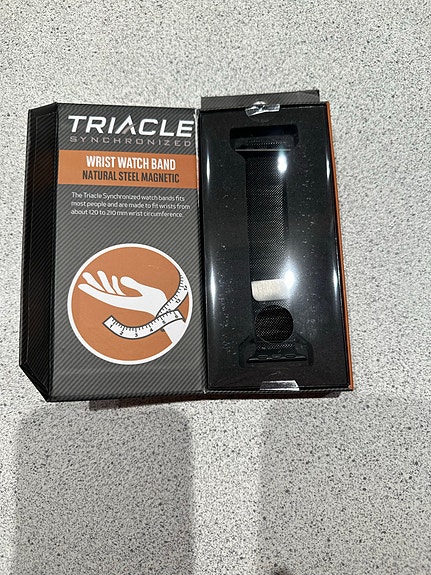 TRIACLE
SYNCHRONIZED
WRIST WATCH BAND
NATURAL STEEL MAGNETIC
The Triacle Synchronized watch bands fits
most people and are made to fit wrists from
about 120 to 210 mm wrist circumference.